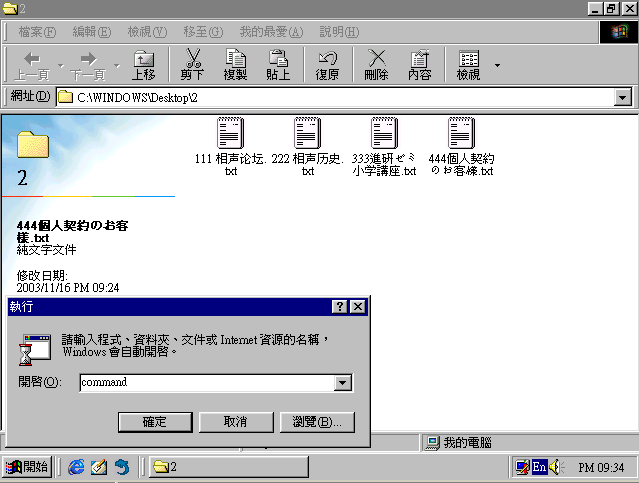 2
檔案(F) 編輯(E) 檢視(V) 移至(G) 我的最愛(A) 說明(H)
上一頁 下一頁 上移 剪下 複製 貼上 復原 刪除 內容 檢視
網址(D) C:\WINDOWS\Desktop\2
2
444個人契約のお客
様.txt
純文字文件
修改日期:
2003/11/16 PM 09:24
111 相声论坛.
txt
222 相声历史.
txt
333進研ゼミ
小学講座.txt
444個人契約
のお客様.txt
執行
請輸入程式、資料夾、文件或 Internet 資源的名稱，
Windows 會自動開啓。
開啓(O): command
確定 取消 瀏覽(B)...
我的電腦
開始 2 En PM 09:34